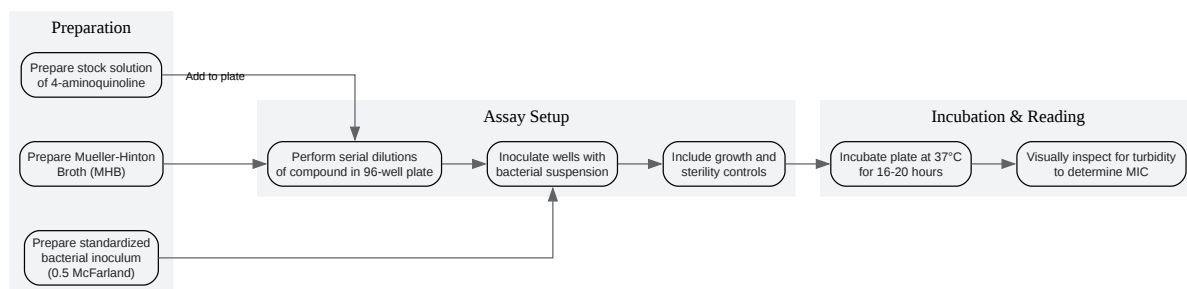 Preparation
Prepare stock solution
of 4-aminoquinoline
Add to plate
Prepare Mueller-Hinton
Broth (MHB)
Prepare standardized
bacterial inoculum
(0.5 McFarland)
Assay Setup
Perform serial dilutions
of compound in 96-well plate
Inoculate wells with
bacterial suspension
Include growth and
sterility controls
Incubation & Reading
Incubate plate at 37°C
for 16-20 hours
Visually inspect for turbidity
to determine MIC